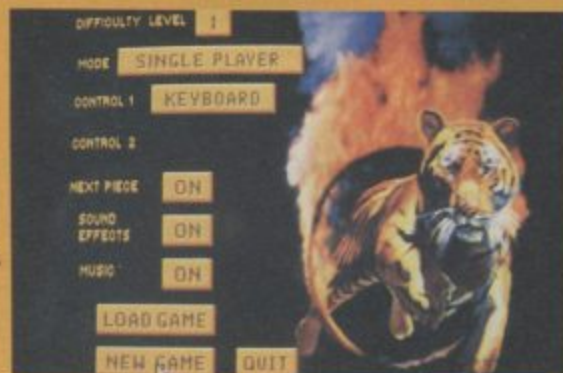 DIFFICULTY LEVEL 1
MODE SINGLE PLAYER
CONTROL 1 KEYBOARD
CONTROL 2
NEXT PIECE ON
SOUND
EFFECTS ON
MUSIC ON
LOAD GAME
NEW GAME QUIT